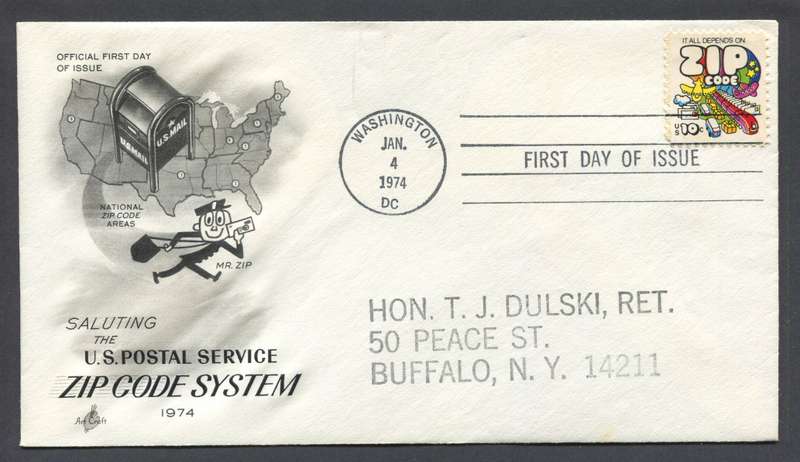 OFFICIAL FIRST DAY
OF ISSUE
U.S. MAIL
U.S. MAIL
NATIONAL
ZIP CODE
AREAS
MR. ZIP
SALUTING
THE
U.S. POSTAL SERVICE
ZIP CODE SYSTEM
1974
Art Craft
WASHINGTON
JAN.
4
1974
DC
FIRST DAY OF ISSUE
IT ALL DEPENDS ON
ZIP
CODE
US 10c
HON. T. J. DULSKI, RET.
50 PEACE ST.
BUFFALO, N. Y. 14211